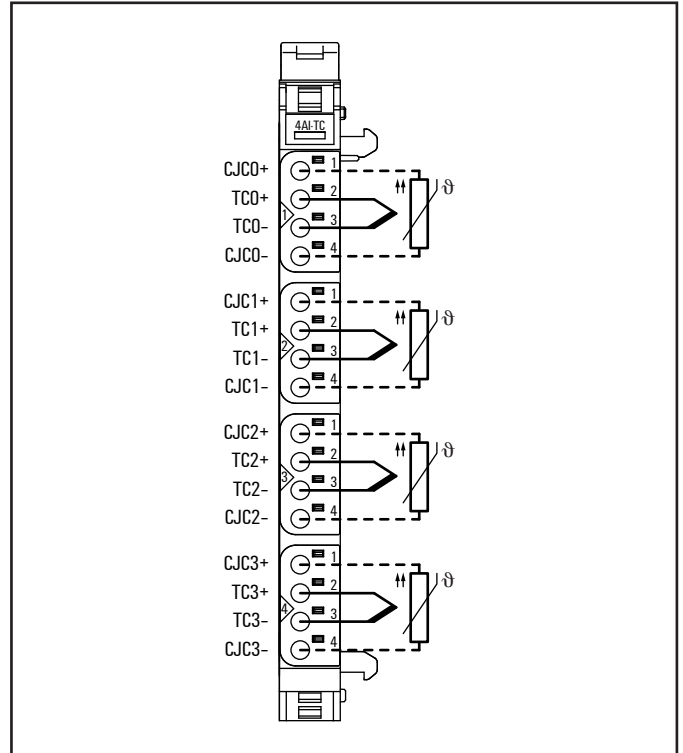 4AI-TC
CJC0+ 1 ϑ
TC0+ 2
1
TC0– 3
CJC0– 4
CJC1+ 1 ϑ
TC1+ 2
2
TC1– 3
CJC1– 4
CJC2+ 1 ϑ
TC2+ 2
3
TC2– 3
CJC2– 4
CJC3+ 1 ϑ
TC3+ 2
4
TC3– 3
CJC3– 4